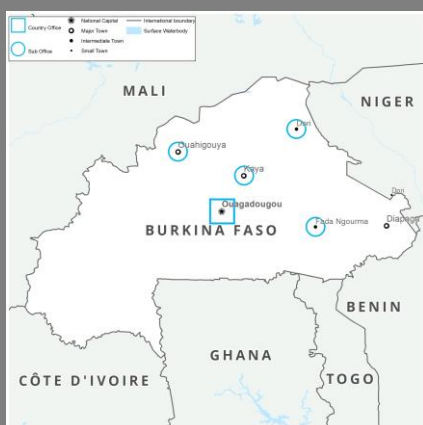 Country Office
Sub Office
National Capital
Major Town
Intermediate Town
Small Town
International boundary
Surface Waterbody
MALI
NIGER
Dori
Ouahigouya
Kaya
Ouagadougou
BURKINA FASO
Fada Ngourma
Diapaga
BENIN
GHANA
TOGO
CÔTE D'IVOIRE